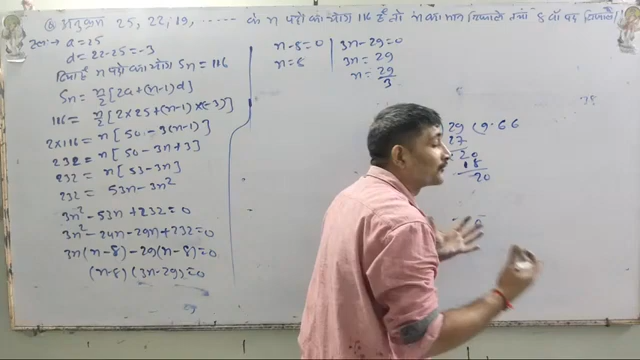 अनुक्रम 25, 22, 19, ........ के n पदों का योग 116 है तो n का मान निकालें तथा 8 वाँ पद निकालें
हल:- a = 25
d = 22-25 = -3
दिया है n पदों का योग Sn = 116
Sn = n/2 [2a+(n-1)d]
116 = n/2 [2×25+(n-1)×(-3)]
2×116 = n[50-3(n-1)]
232 = n[50-3n+3]
232 = n[53-3n]
232 = 53n-3n²
3n²-53n+232=0
3n²-24n-29n+232=0
3n(n-8)-29(n-8)=0
(n-8)(3n-29)=0
n-8=0
n=8
3n-29=0
3n=29
n=29/3
29 (9.66
27
20
18
20